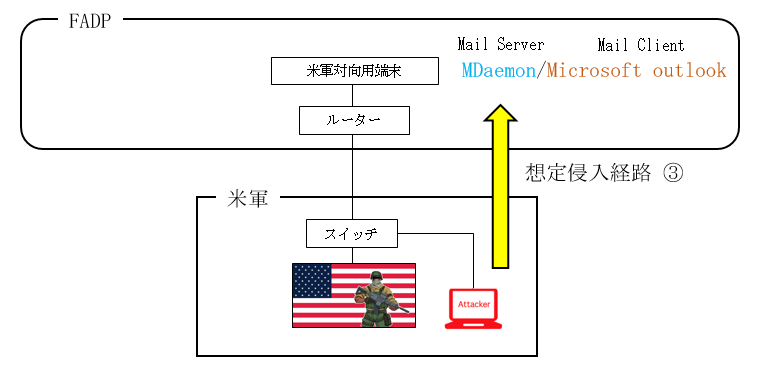 FADP
Mail Server
Mail Client
米軍対向用端末
MDaemon/Microsoft outlook
ルーター
想定侵入経路 ③
米軍
スイッチ
Attacker